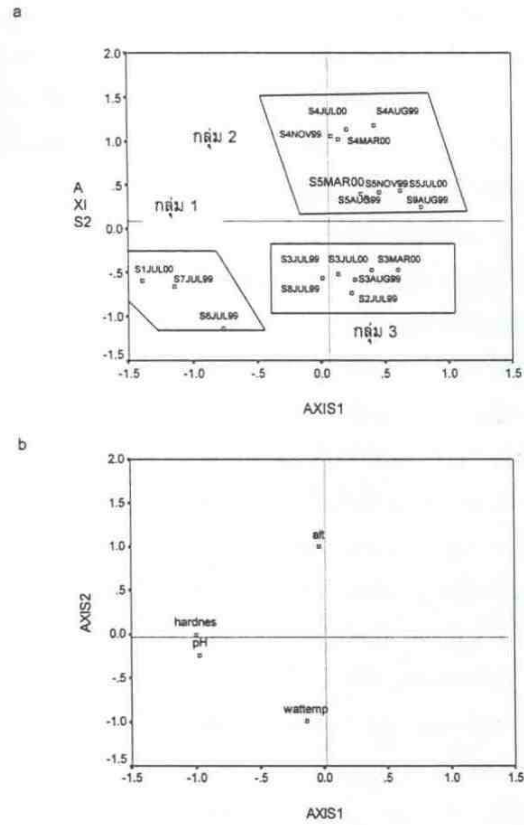 a
2.0
1.5
S4JUL00 S4AUG99
กลุ่ม 2 S4NOV99
1.0 S4MAR00
A
XI
S2
.5 S5MAR00 S5NOV99 S5JUL00
S5AUG99 S9AUG99
กลุ่ม 1
0.0
S3JUL99 S3JUL00 S3MAR00
S1JUL00 S7JUL99
-.5 S8JUL99 S3AUG99
S2JUL99
-1.0 S6JUL99
กลุ่ม 3
-1.5
-1.5 -1.0 -.5 0.0 .5 1.0 1.5
AXIS1
b
2.0
1.5
alt
1.0
.5
AXIS2
hardnes
0.0
pH
-.5
wattemp
-1.0
-1.5
-1.5 -1.0 -.5 0.0 .5 1.0 1.5
AXIS1